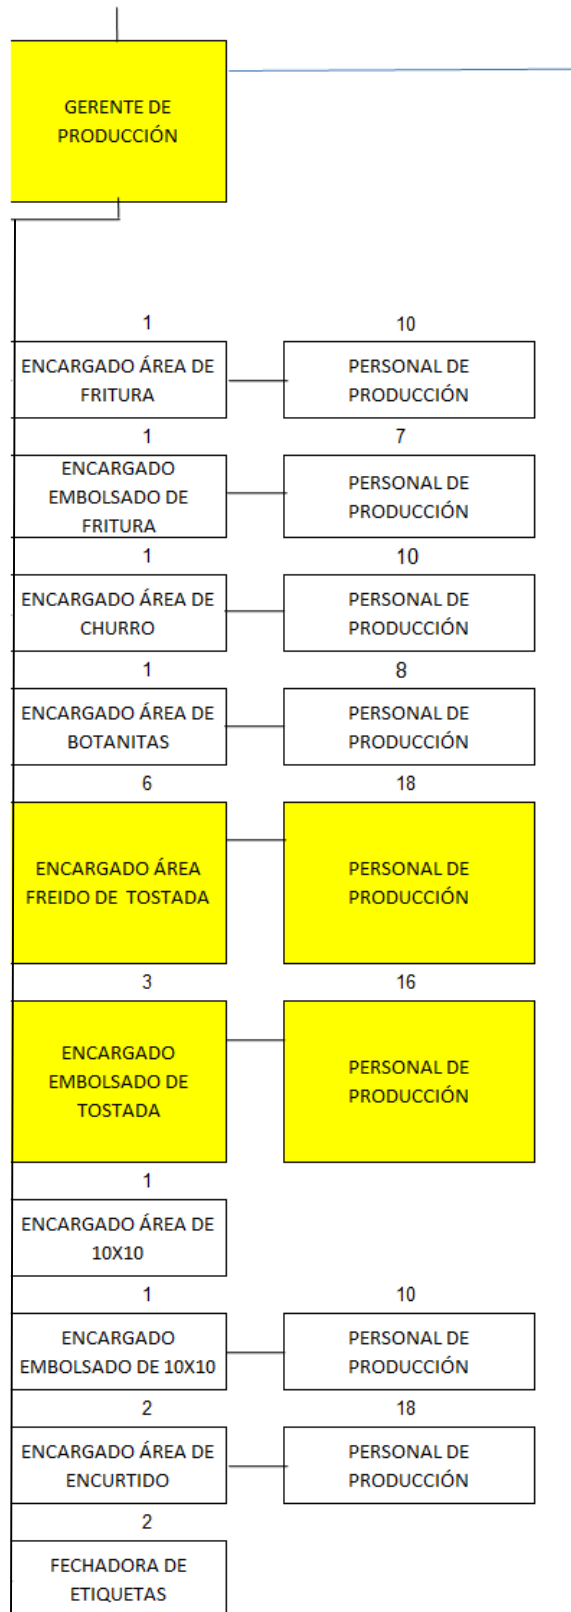 GERENTE DE
PRODUCCIÓN
1
10
ENCARGADO ÁREA DE
FRITURA
PERSONAL DE
PRODUCCIÓN
1
7
ENCARGADO
EMBOLSADO DE
FRITURA
PERSONAL DE
PRODUCCIÓN
1
10
ENCARGADO ÁREA DE
CHURRO
PERSONAL DE
PRODUCCIÓN
1
8
ENCARGADO ÁREA DE
BOTANITAS
PERSONAL DE
PRODUCCIÓN
6
18
ENCARGADO ÁREA
FREIDO DE TOSTADA
PERSONAL DE
PRODUCCIÓN
3
16
ENCARGADO
EMBOLSADO DE
TOSTADA
PERSONAL DE
PRODUCCIÓN
1
ENCARGADO ÁREA DE
10X10
1
10
ENCARGADO
EMBOLSADO DE 10X10
PERSONAL DE
PRODUCCIÓN
2
18
ENCARGADO ÁREA DE
ENCURTIDO
PERSONAL DE
PRODUCCIÓN
2
FECHADORA DE
ETIQUETAS